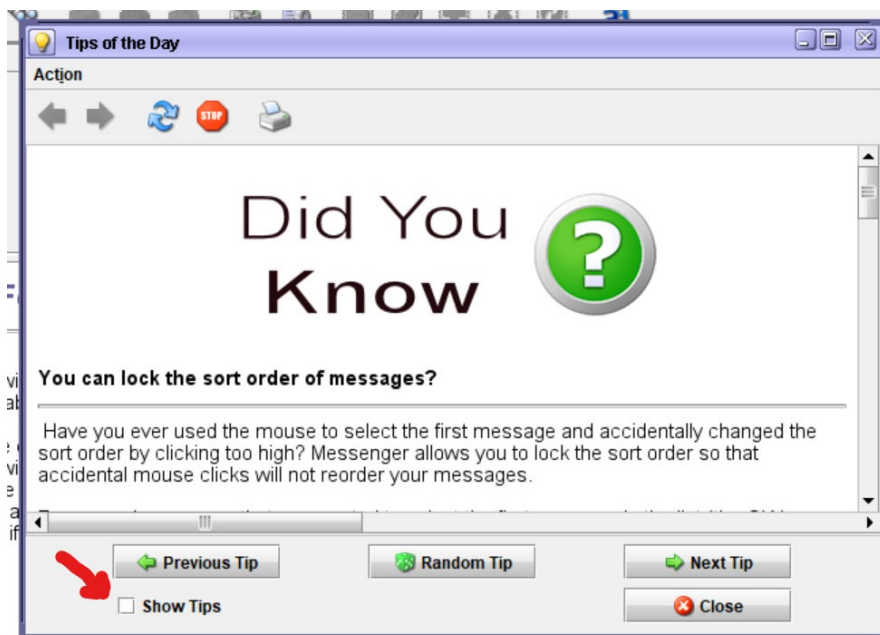 Tips of the Day
Action
STOP
Did You
Know
?
You can lock the sort order of messages?
Have you ever used the mouse to select the first message and accidentally changed the
sort order by clicking too high? Messenger allows you to lock the sort order so that
accidental mouse clicks will not reorder your messages.
Previous Tip
Random Tip
Next Tip
Show Tips
Close